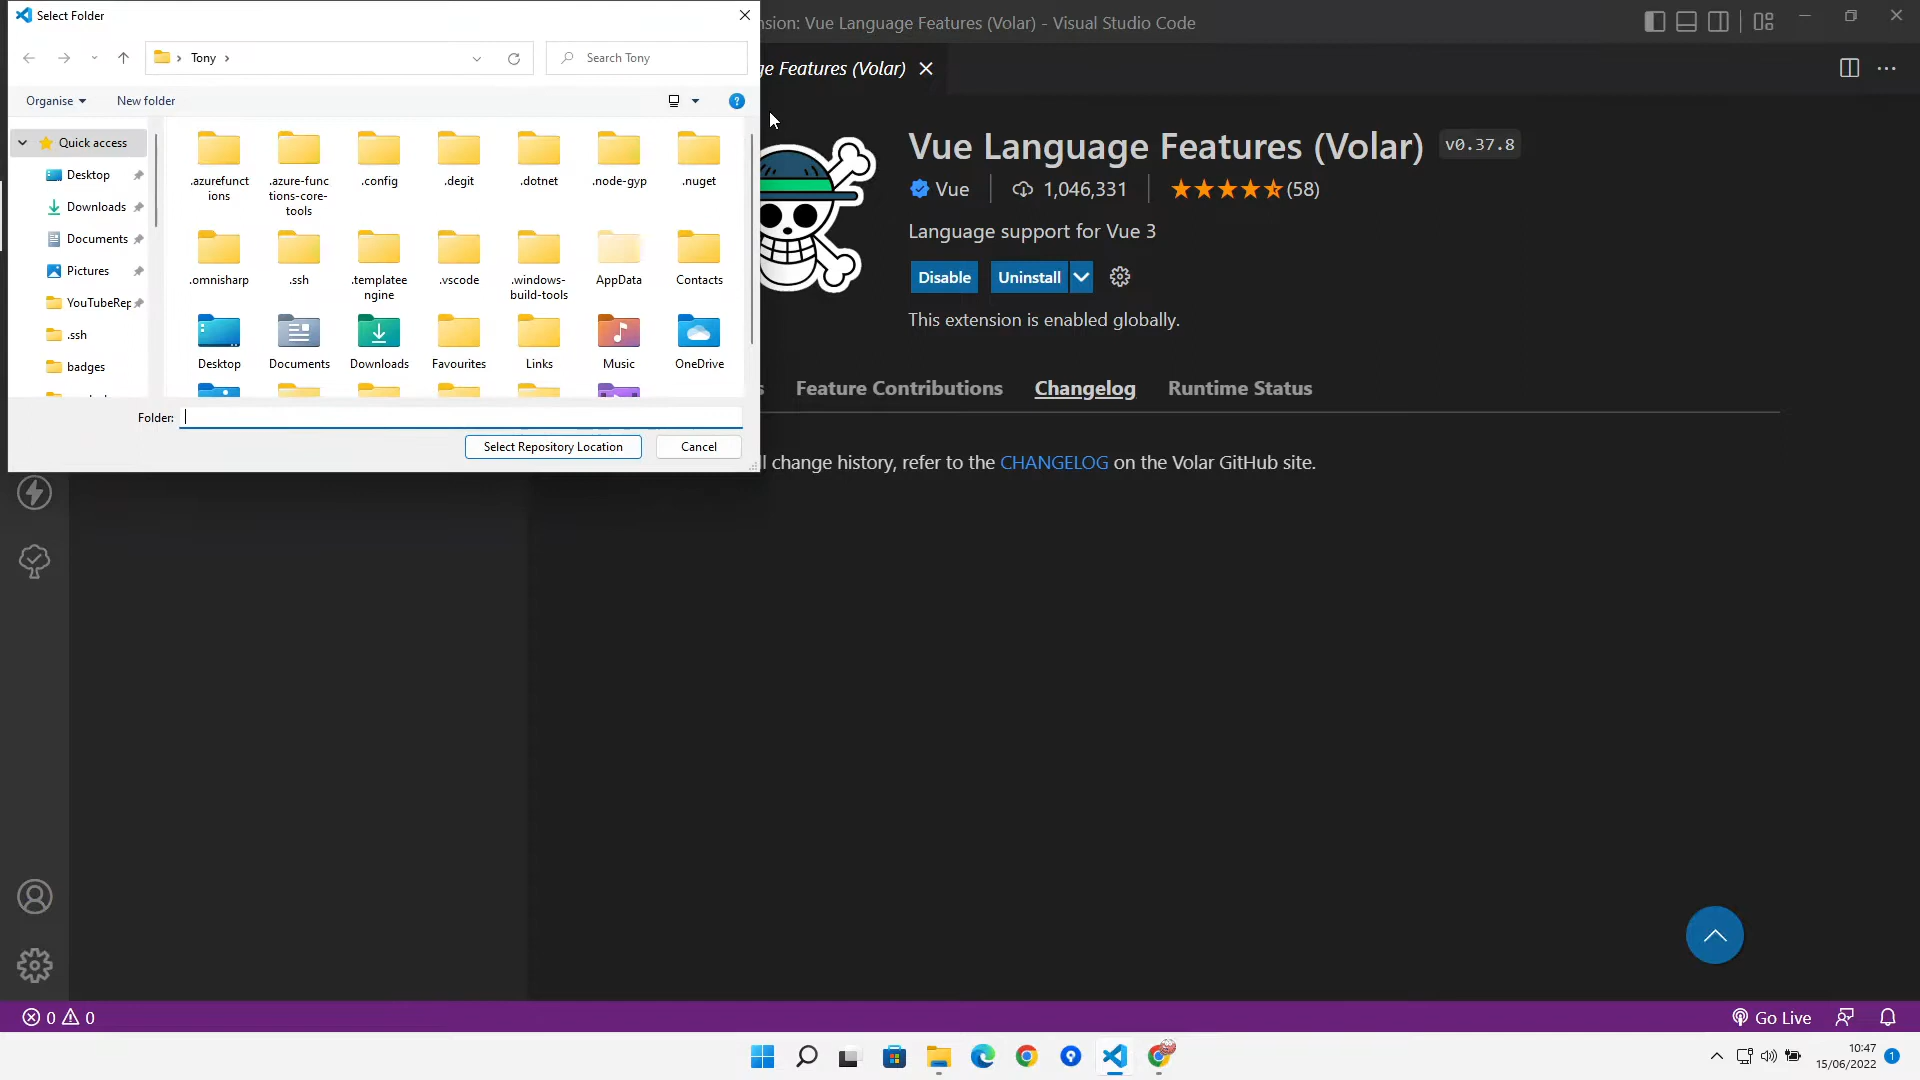 Select Folder
nsion: Vue Language Features (Volar) - Visual Studio Code
Tony
Search Tony
ge Features (Volar)
Organise
New folder
Quick access
Desktop
Downloads
Documents
Pictures
YouTubeRep
.ssh
badges
.azurefunct
ions
.azure-func
tions-core-
tools
.config
.degit
.dotnet
.node-gyp
.nuget
.omnisharp
.ssh
.templatee
ngine
.vscode
.windows-
build-tools
AppData
Contacts
Desktop
Documents
Downloads
Favourites
Links
Music
OneDrive
Folder:
Select Repository Location
Cancel
Vue Language Features (Volar)
v0.37.8
Vue
1,046,331
(58)
Language support for Vue 3
Disable
Uninstall
This extension is enabled globally.
s
Feature Contributions
Changelog
Runtime Status
ll change history, refer to the CHANGELOG on the Volar GitHub site.
0
0
Go Live
10:47
15/06/2022
1